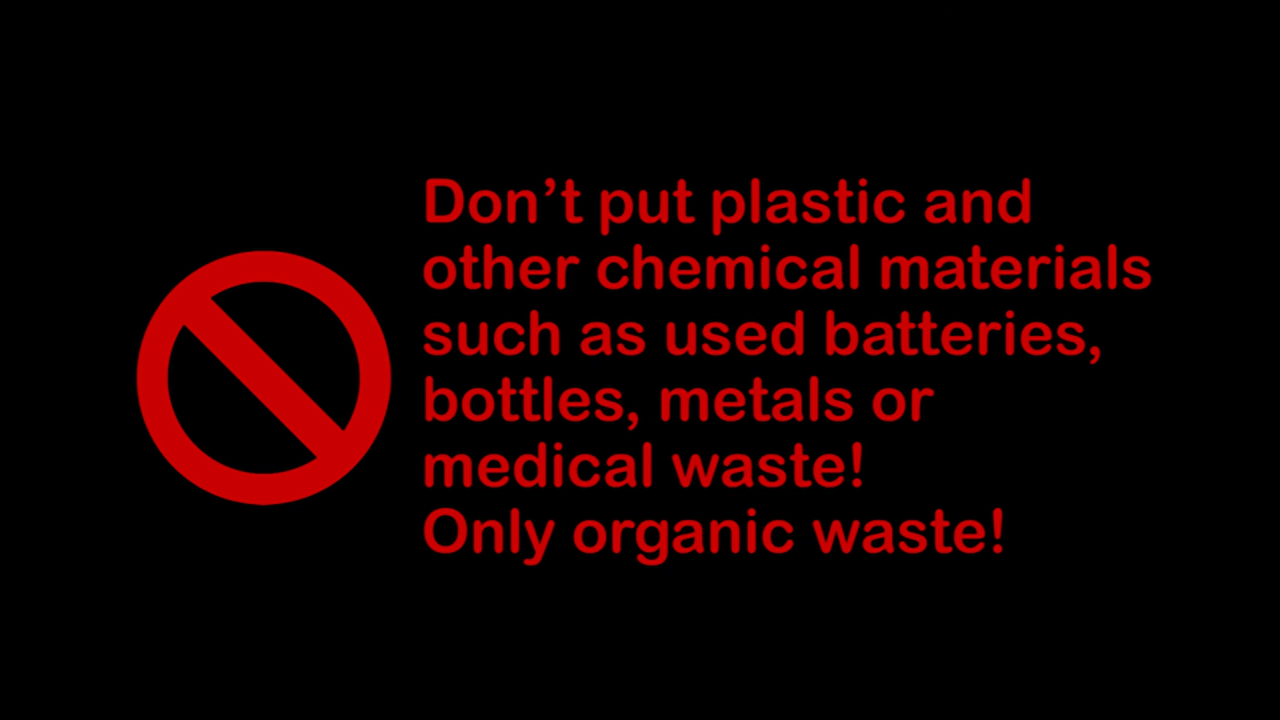 Don’t put plastic and
other chemical materials
such as used batteries,
bottles, metals or
medical waste!
Only organic waste!